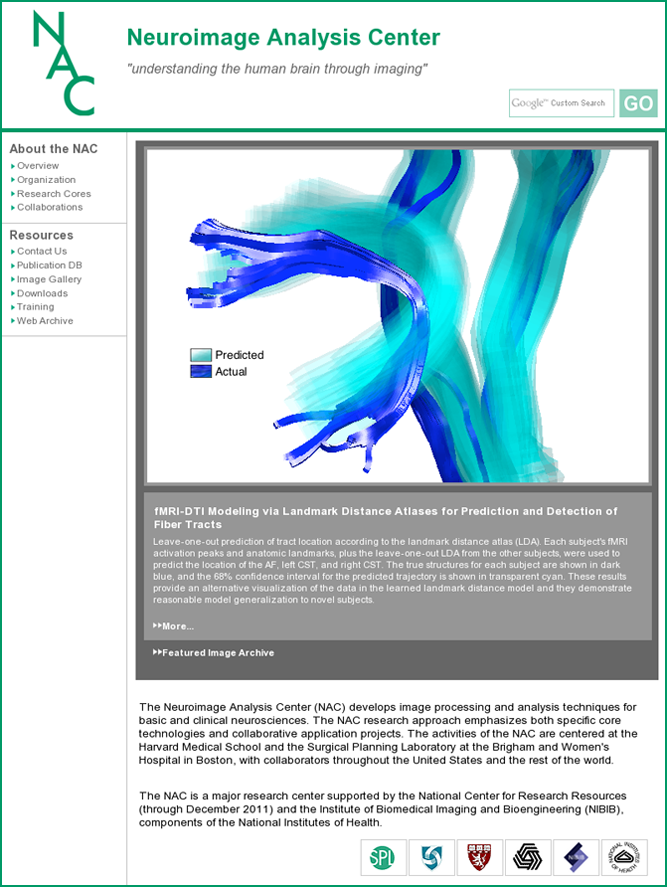 NAC
Neuroimage Analysis Center
"understanding the human brain through imaging"
Google™ Custom Search
GO
About the NAC
Overview
Organization
Research Cores
Collaborations
Resources
Contact Us
Publication DB
Image Gallery
Downloads
Training
Web Archive
Predicted
Actual
fMRI-DTI Modeling via Landmark Distance Atlases for Prediction and Detection of
Fiber Tracts
Leave-one-out prediction of tract location according to the landmark distance atlas (LDA). Each subject's fMRI
activation peaks and anatomic landmarks, plus the leave-one-out LDA from the other subjects, were used to
predict the location of the AF, left CST, and right CST. The true structures for each subject are shown in dark
blue, and the 68% confidence interval for the predicted trajectory is shown in transparent cyan. These results
provide an alternative visualization of the data in the learned landmark distance model and they demonstrate
reasonable model generalization to novel subjects.
More...
Featured Image Archive
The Neuroimage Analysis Center (NAC) develops image processing and analysis techniques for
basic and clinical neurosciences. The NAC research approach emphasizes both specific core
technologies and collaborative application projects. The activities of the NAC are centered at the
Harvard Medical School and the Surgical Planning Laboratory at the Brigham and Women's
Hospital in Boston, with collaborators throughout the United States and the rest of the world.
The NAC is a major research center supported by the National Center for Research Resources
(through December 2011) and the Institute of Biomedical Imaging and Bioengineering (NIBIB),
components of the National Institutes of Health.
SPL
NIBIB
NATIONAL INSTITUTES OF HEALTH